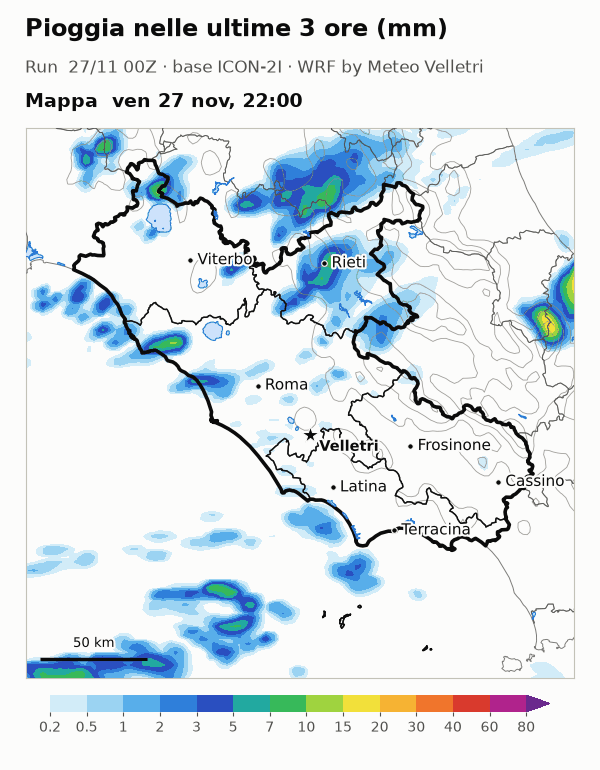 Pioggia nelle ultime 3 ore (mm)
Run  27/11 00Z · base ICON-2I · WRF by Meteo Velletri
Mappa  ven 27 nov, 22:00
Viterbo
Rieti
Roma
Velletri
Frosinone
Latina
Cassino
Terracina
50 km
0.2 0.5 1 2 3 5 7 10 15 20 30 40 60 80